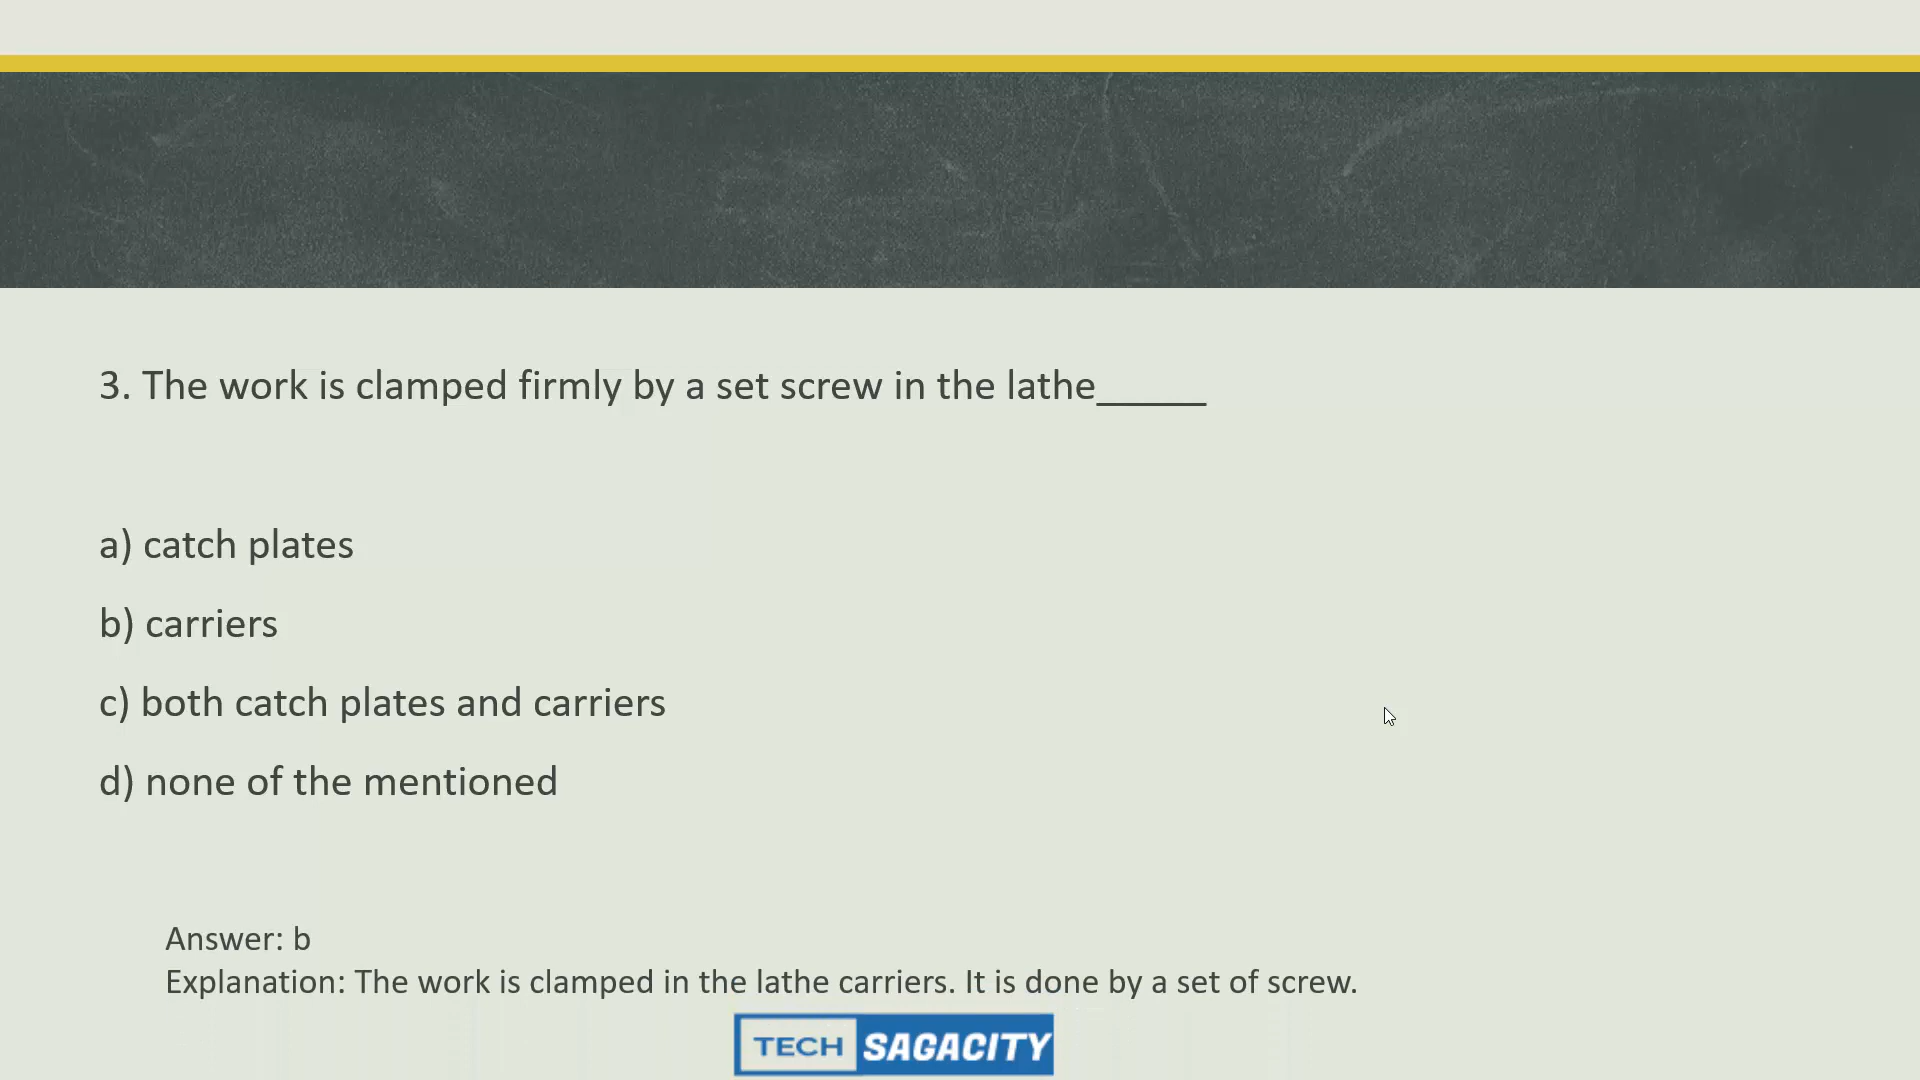 3. The work is clamped firmly by a set screw in the lathe_____
a) catch plates
b) carriers
c) both catch plates and carriers
d) none of the mentioned
Answer: b
Explanation: The work is clamped in the lathe carriers. It is done by a set of screw.
TECH SAGACITY